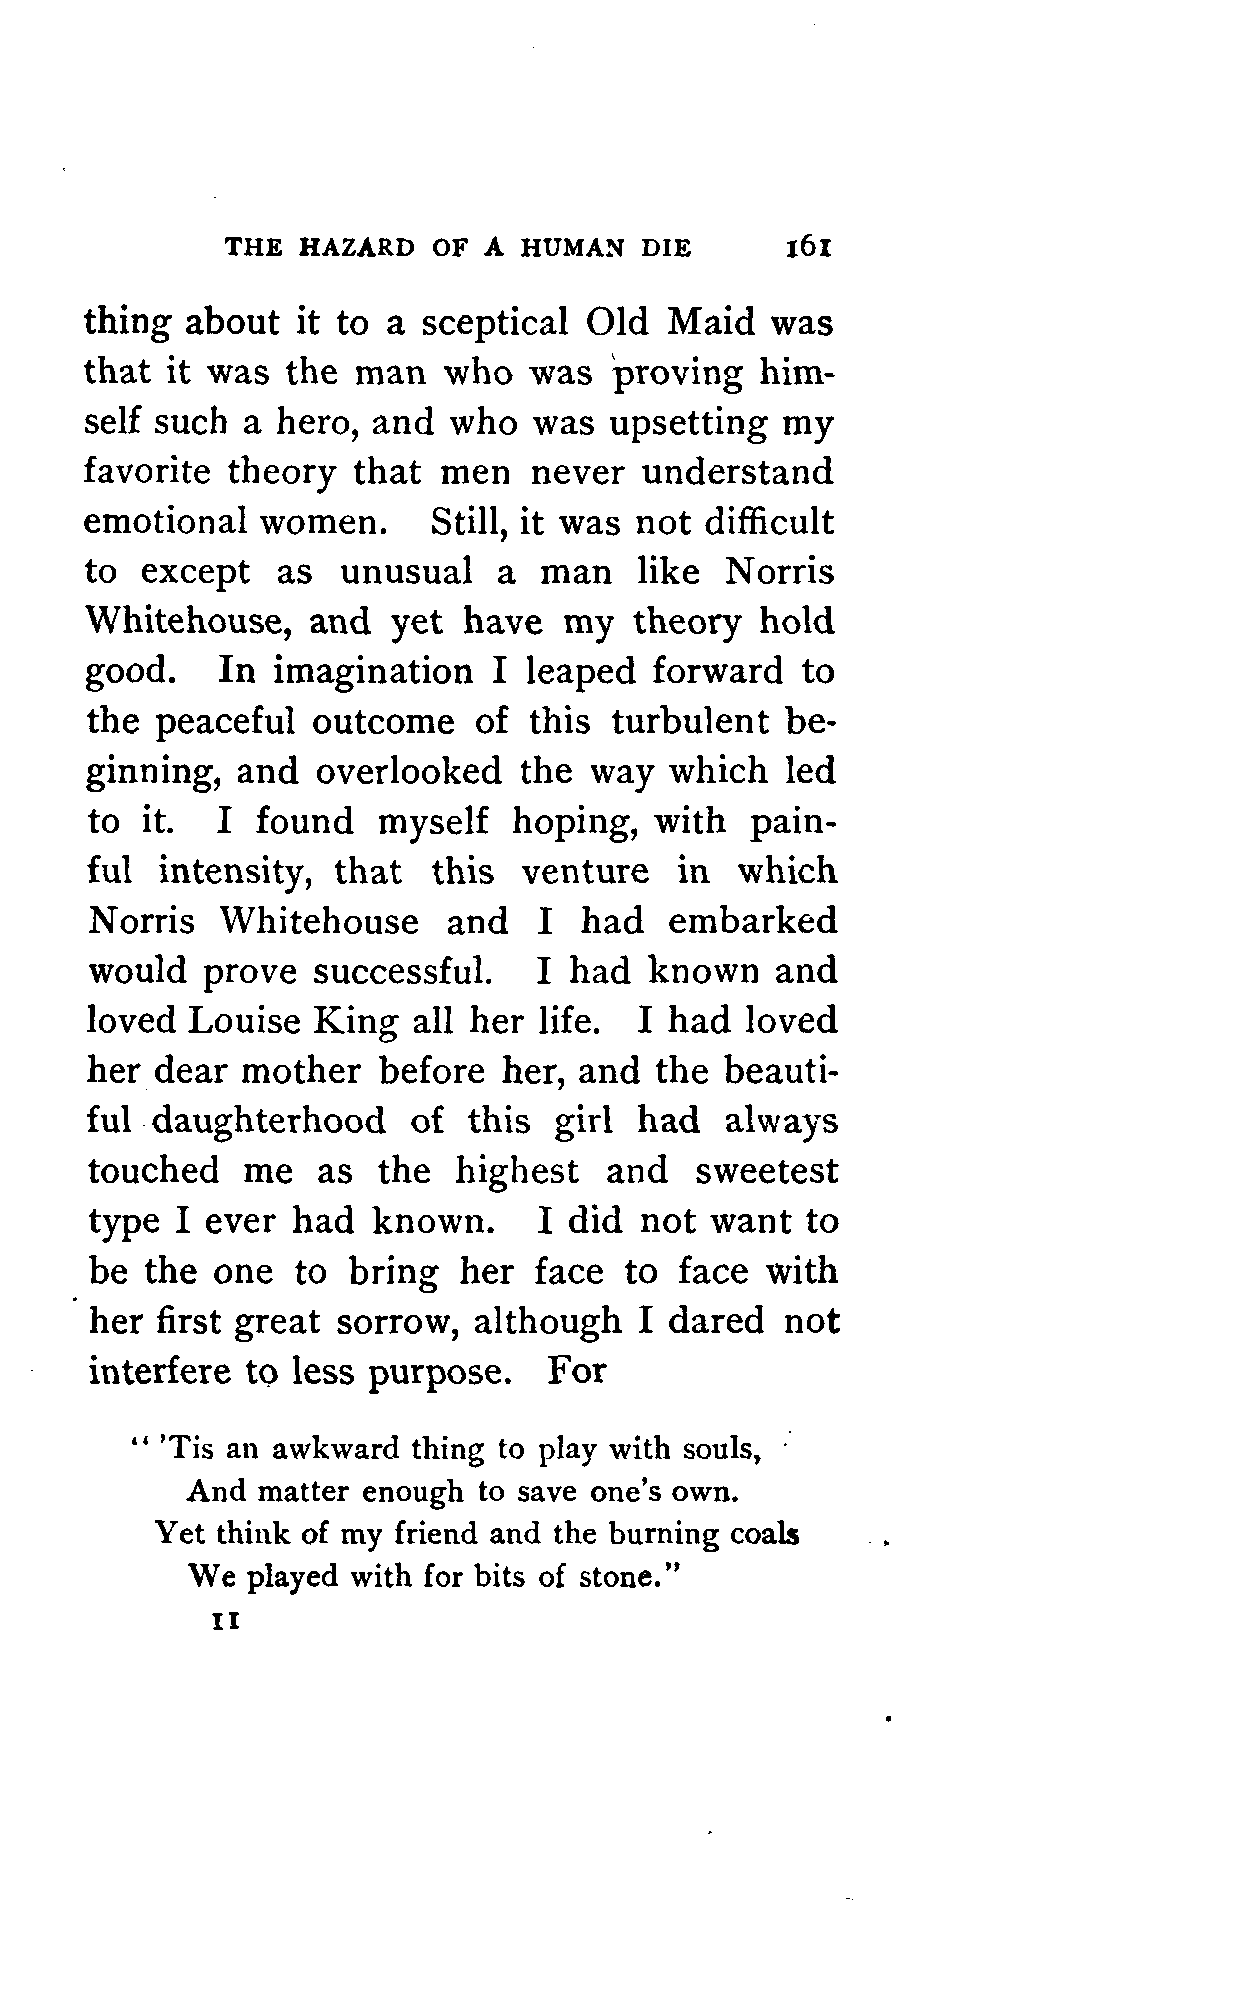 THE HAZARD OF A HUMAN DIE 161
thing about it to a sceptical Old Maid was
that it was the man who was proving him-
self such a hero, and who was upsetting my
favorite theory that men never understand
emotional women. Still, it was not difficult
to except as unusual a man like Norris
Whitehouse, and yet have my theory hold
good. In imagination I leaped forward to
the peaceful outcome of this turbulent be-
ginning, and overlooked the way which led
to it. I found myself hoping, with pain-
ful intensity, that this venture in which
Norris Whitehouse and I had embarked
would prove successful. I had known and
loved Louise King all her life. I had loved
her dear mother before her, and the beauti-
ful daughterhood of this girl had always
touched me as the highest and sweetest
type I ever had known. I did not want to
be the one to bring her face to face with
her first great sorrow, although I dared not
interfere to less purpose. For
" 'Tis an awkward thing to play with souls,
And matter enough to save one's own.
Yet think of my friend and the burning coals
We played with for bits of stone."
11